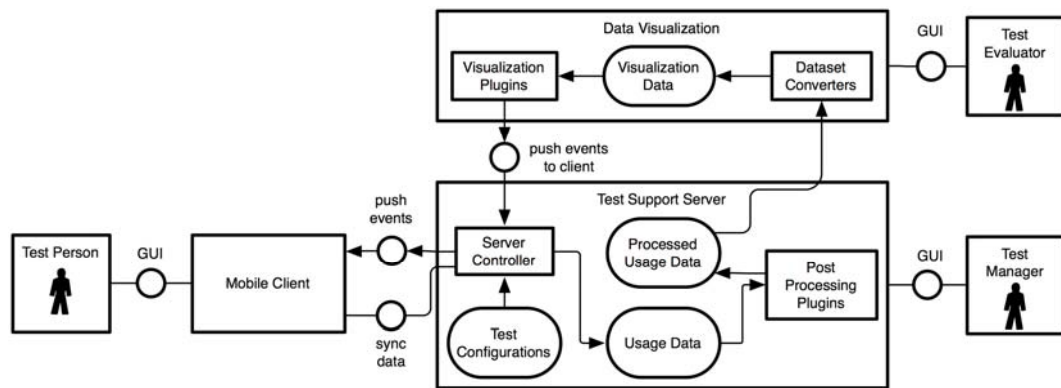 Data Visualization
GUI
Test
Evaluator
Visualization
Plugins
Visualization
Data
Dataset
Converters
push events
to client
Test Support Server
push
events
Test Person
GUI
Mobile Client
Server
Controller
Processed
Usage Data
Post
Processing
Plugins
GUI
Test
Manager
sync
data
Test
Configurations
Usage Data